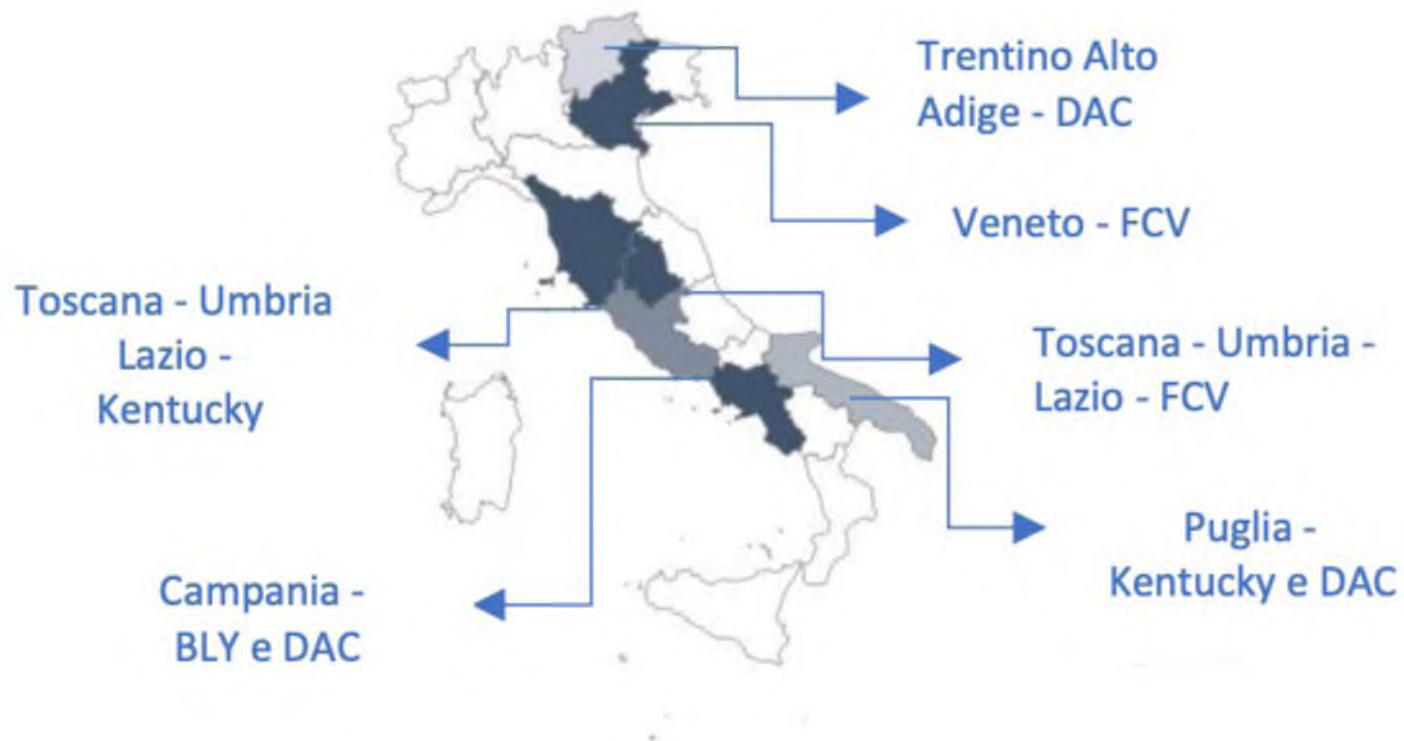 Trentino Alto
Adige - DAC
Veneto - FCV
Toscana - Umbria
Lazio -
Kentucky
Toscana - Umbria -
Lazio - FCV
Puglia -
Kentucky e DAC
Campania -
BLY e DAC